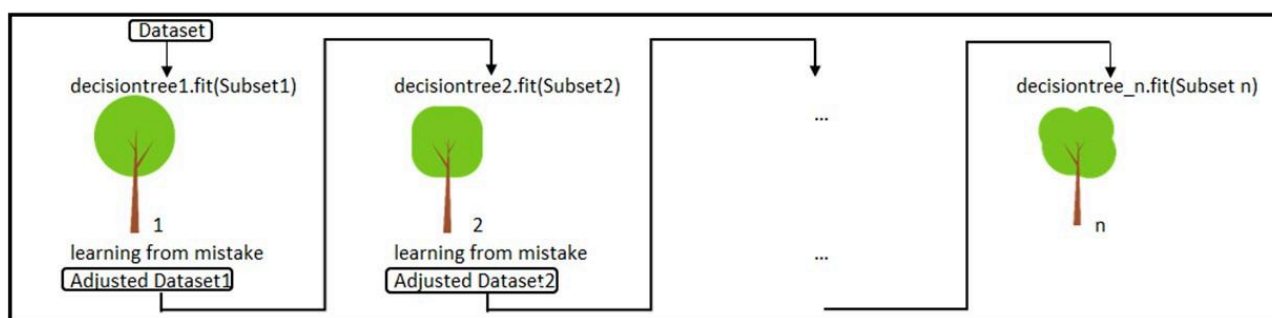 Dataset
decisiontree1.fit(Subset1)
1
learning from mistake
Adjusted Dataset1
decisiontree2.fit(Subset2)
2
learning from mistake
Adjusted Dataset2
...
...
decisiontree_n.fit(Subset n)
n